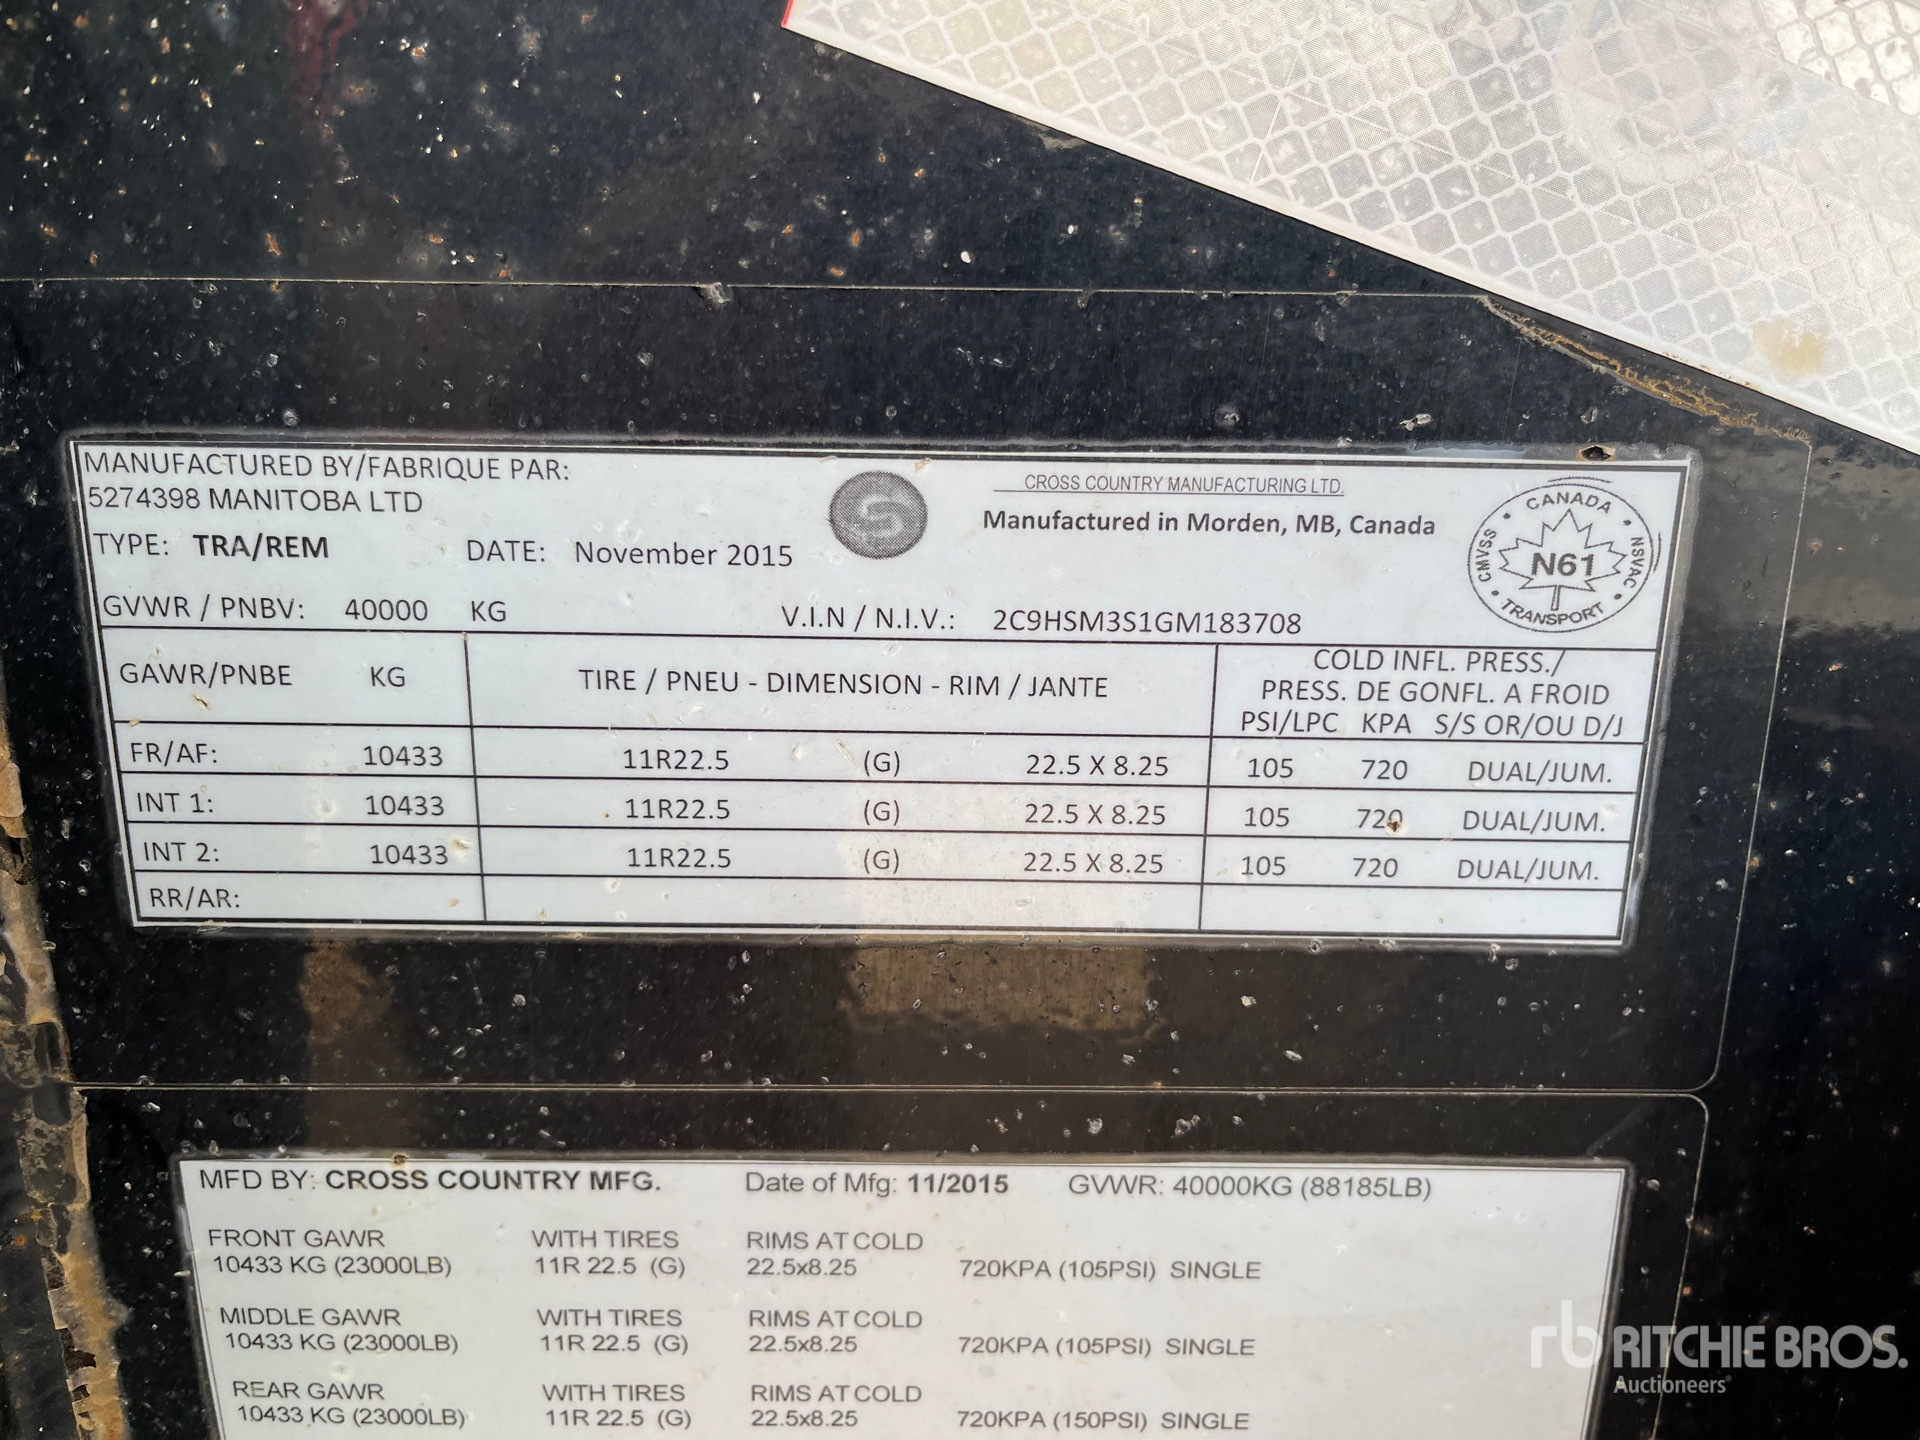 MANUFACTURED BY/FABRIQUE PAR:
5274398 MANITOBA LTD
S
CROSS COUNTRY MANUFACTURING LTD.
Manufactured in Morden, MB, Canada
CANADA
CMVSS N61 NSVAC
TRANSPORT
TYPE: TRA/REM DATE: November 2015
GVWR / PNBV: 40000 KG V.I.N / N.I.V.: 2C9HSM3S1GM183708
GAWR/PNBE KG TIRE / PNEU - DIMENSION - RIM / JANTE
COLD INFL. PRESS./
PRESS. DE GONFL. A FROID
PSI/LPC KPA S/S OR/OU D/J
FR/AF: 10433 11R22.5 (G) 22.5 X 8.25 105 720 DUAL/JUM.
INT 1: 10433 11R22.5 (G) 22.5 X 8.25 105 720 DUAL/JUM.
INT 2: 10433 11R22.5 (G) 22.5 X 8.25 105 720 DUAL/JUM.
RR/AR:
MFD BY: CROSS COUNTRY MFG. Date of Mfg: 11/2015 GVWR: 40000KG (88185LB)
FRONT GAWR WITH TIRES RIMS AT COLD
10433 KG (23000LB) 11R 22.5 (G) 22.5x8.25 720KPA (105PSI) SINGLE
MIDDLE GAWR WITH TIRES RIMS AT COLD
10433 KG (23000LB) 11R 22.5 (G) 22.5x8.25 720KPA (105PSI) SINGLE
REAR GAWR WITH TIRES RIMS AT COLD
10433 KG (23000LB) 11R 22.5 (G) 22.5x8.25 720KPA (150PSI) SINGLE
rb RITCHIE BROS.
Auctioneers